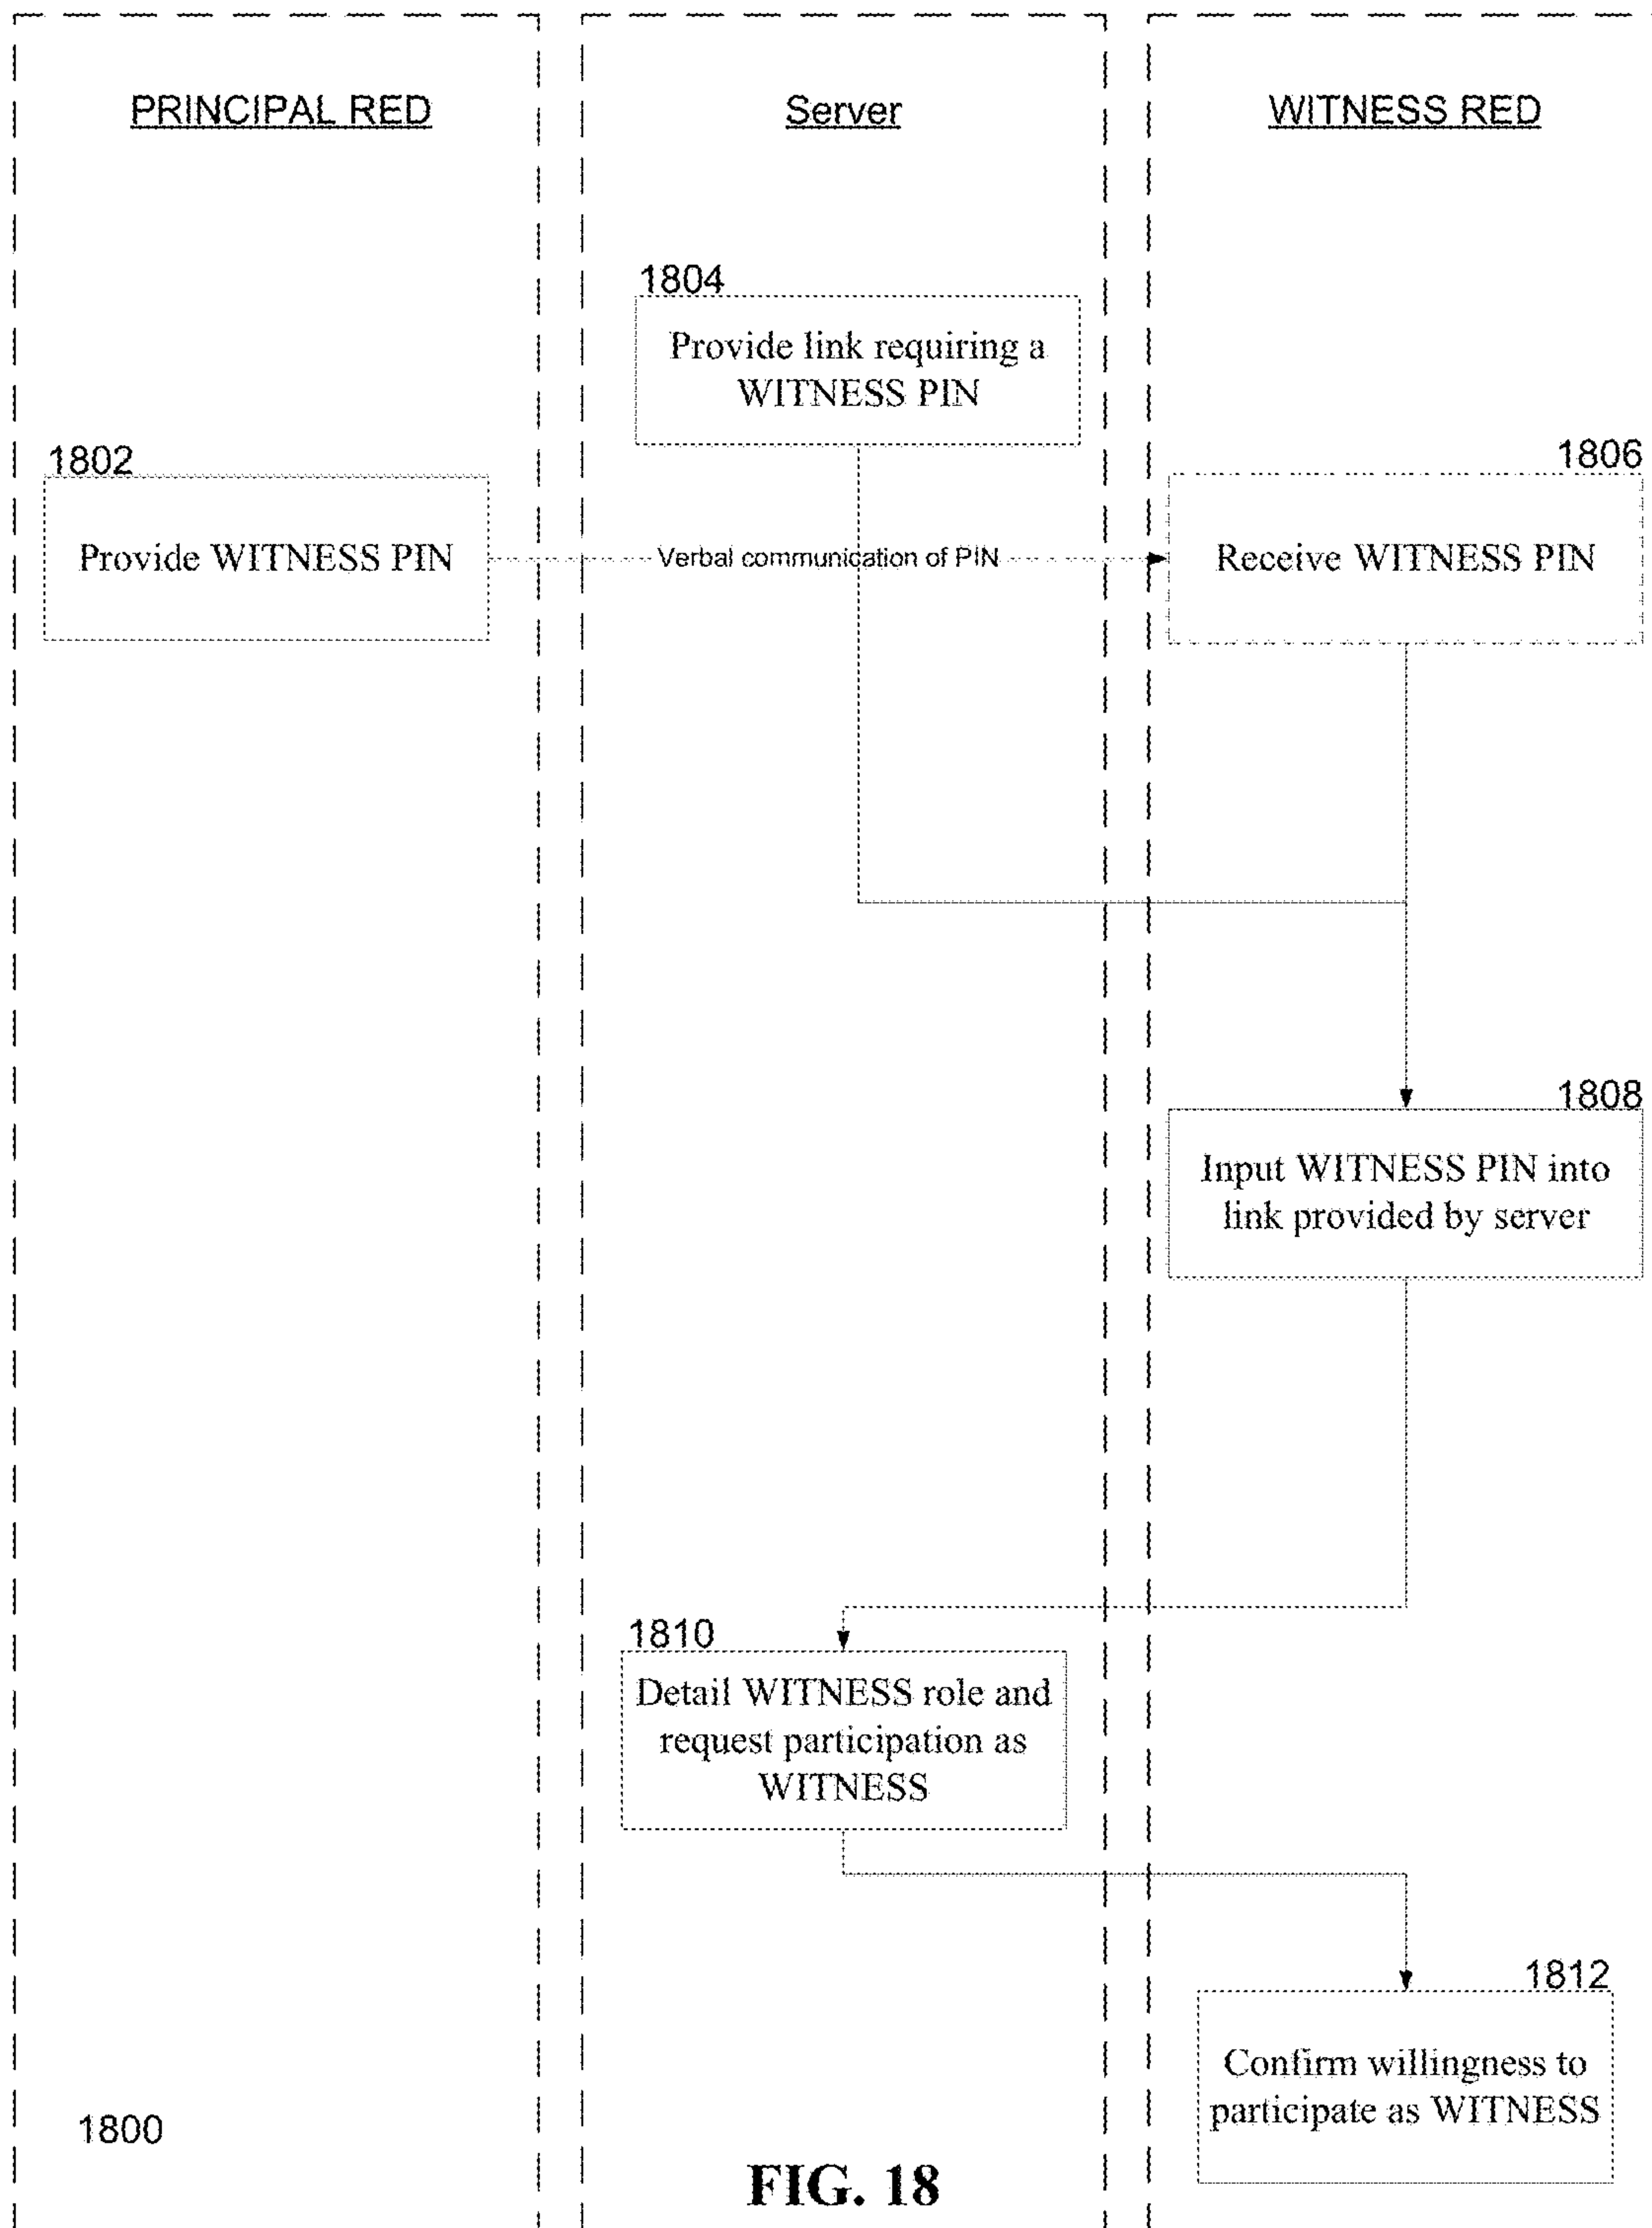 PRINCIPAL RED
Server
WITNESS RED
1804
Provide link requiring a
WITNESS PIN
1802
Provide WITNESS PIN
Verbal communication of PIN
1806
Receive WITNESS PIN
1808
Input WITNESS PIN into
link provided by server
1810
Detail WITNESS role and
request participation as
WITNESS
1812
Confirm willingness to
participate as WITNESS
1800
FIG. 18